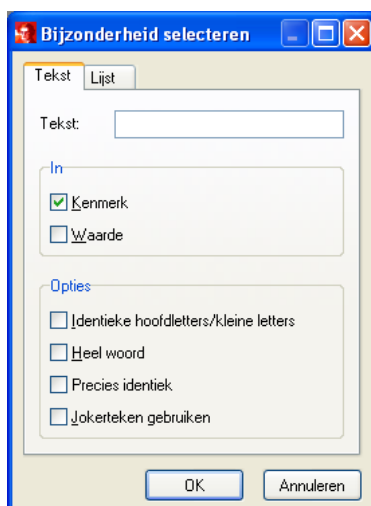 Bijzonderheid selecteren
Tekst Lijst
Tekst:
In
Kenmerk
Waarde
Opties
Identieke hoofdletters/kleine letters
Heel woord
Precies identiek
Jokerteken gebruiken
OK Annuleren